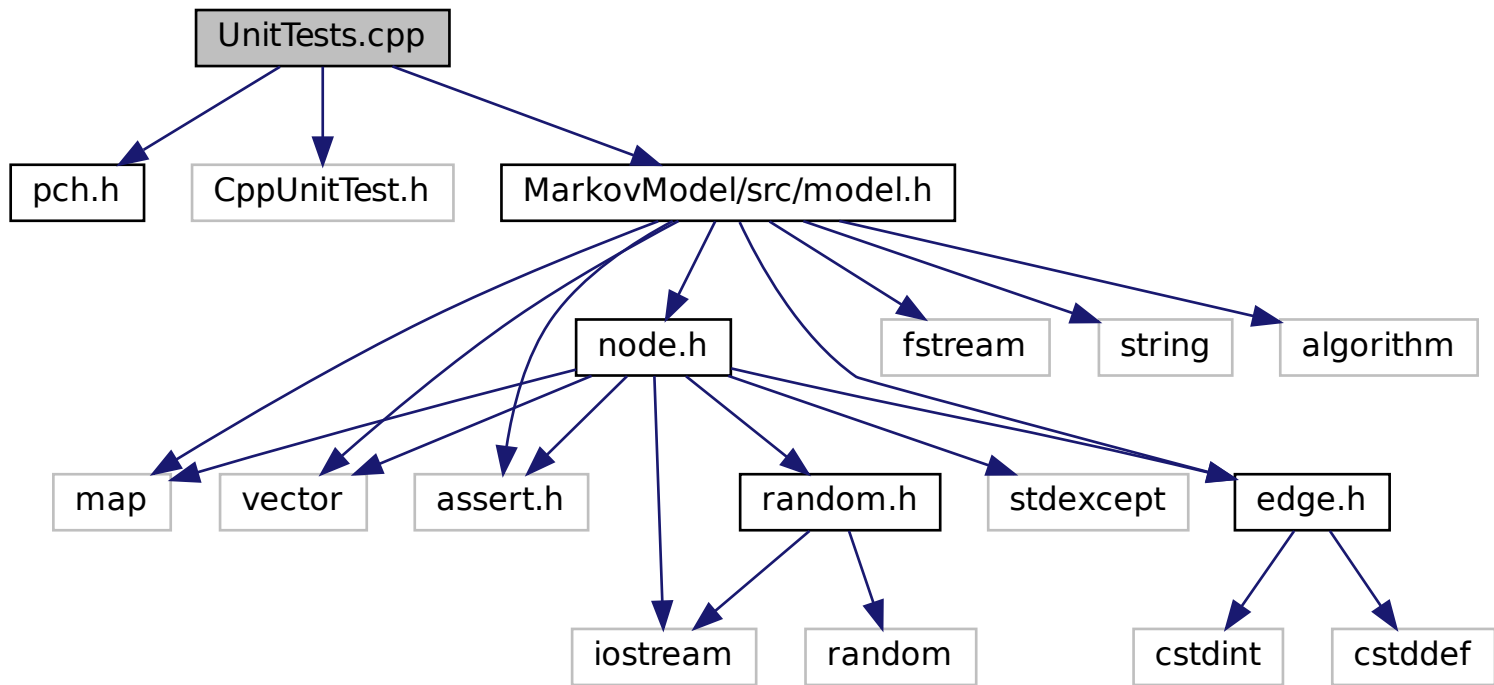 UnitTests.cpp
pch.h
CppUnitTest.h
MarkovModel/src/model.h
node.h
fstream
string
algorithm
map
vector
assert.h
random.h
stdexcept
edge.h
iostream
random
cstdint
cstddef